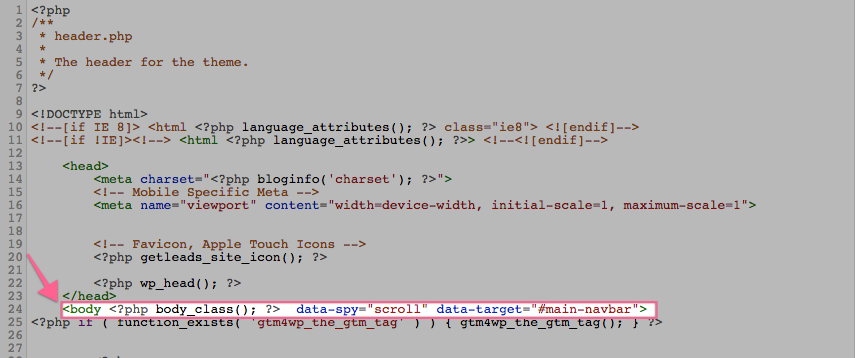 1 <?php
2 /**
3  * header.php
4  *
5  * The header for the theme.
6  */
7 ?>
8
9 <!DOCTYPE html>
10 <!--[if IE 8]> <html <?php language_attributes(); ?> class="ie8"> <![endif]-->
11 <!--[if !IE]><!--> <html <?php language_attributes(); ?>> <!--<![endif]-->
12
13     <head>
14         <meta charset="<?php bloginfo('charset'); ?>">
15         <!-- Mobile Specific Meta -->
16         <meta name="viewport" content="width=device-width, initial-scale=1, maximum-scale=1">
17
18
19         <!-- Favicon, Apple Touch Icons -->
20         <?php getleads_site_icon(); ?>
21
22         <?php wp_head(); ?>
23     </head>
24     <body <?php body_class(); ?>  data-spy="scroll" data-target="#main-navbar">
25 <?php if ( function_exists( 'gtm4wp_the_gtm_tag' ) ) { gtm4wp_the_gtm_tag(); } ?>
26
27